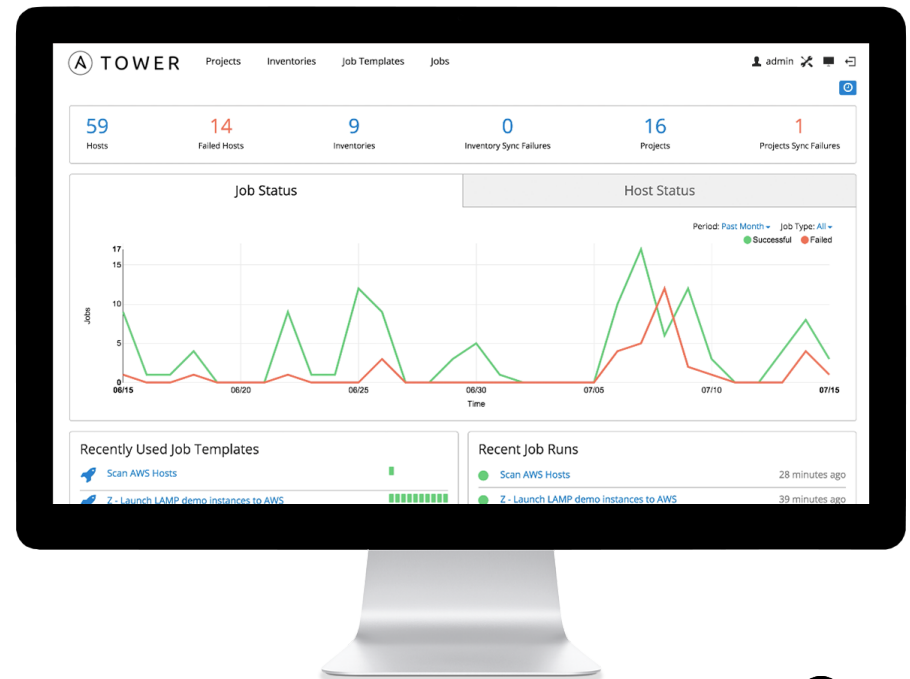 TOWER Projects Inventories Job Templates Jobs admin
59 14 9 0 16 1
Hosts Failed Hosts Inventories Inventory Sync Failures Projects Projects Sync Failures
Job Status Host Status
Period: Past Month Job Type: All
Successful Failed
17
15
10
5
0
Jobs
06/15 06/20 06/25 06/30 07/05 07/10 07/15
Time
Recently Used Job Templates Recent Job Runs
Scan AWS Hosts Scan AWS Hosts 28 minutes ago
Z - Launch LAMP demo instances to AWS Z - Launch LAMP demo instances to AWS 39 minutes ago